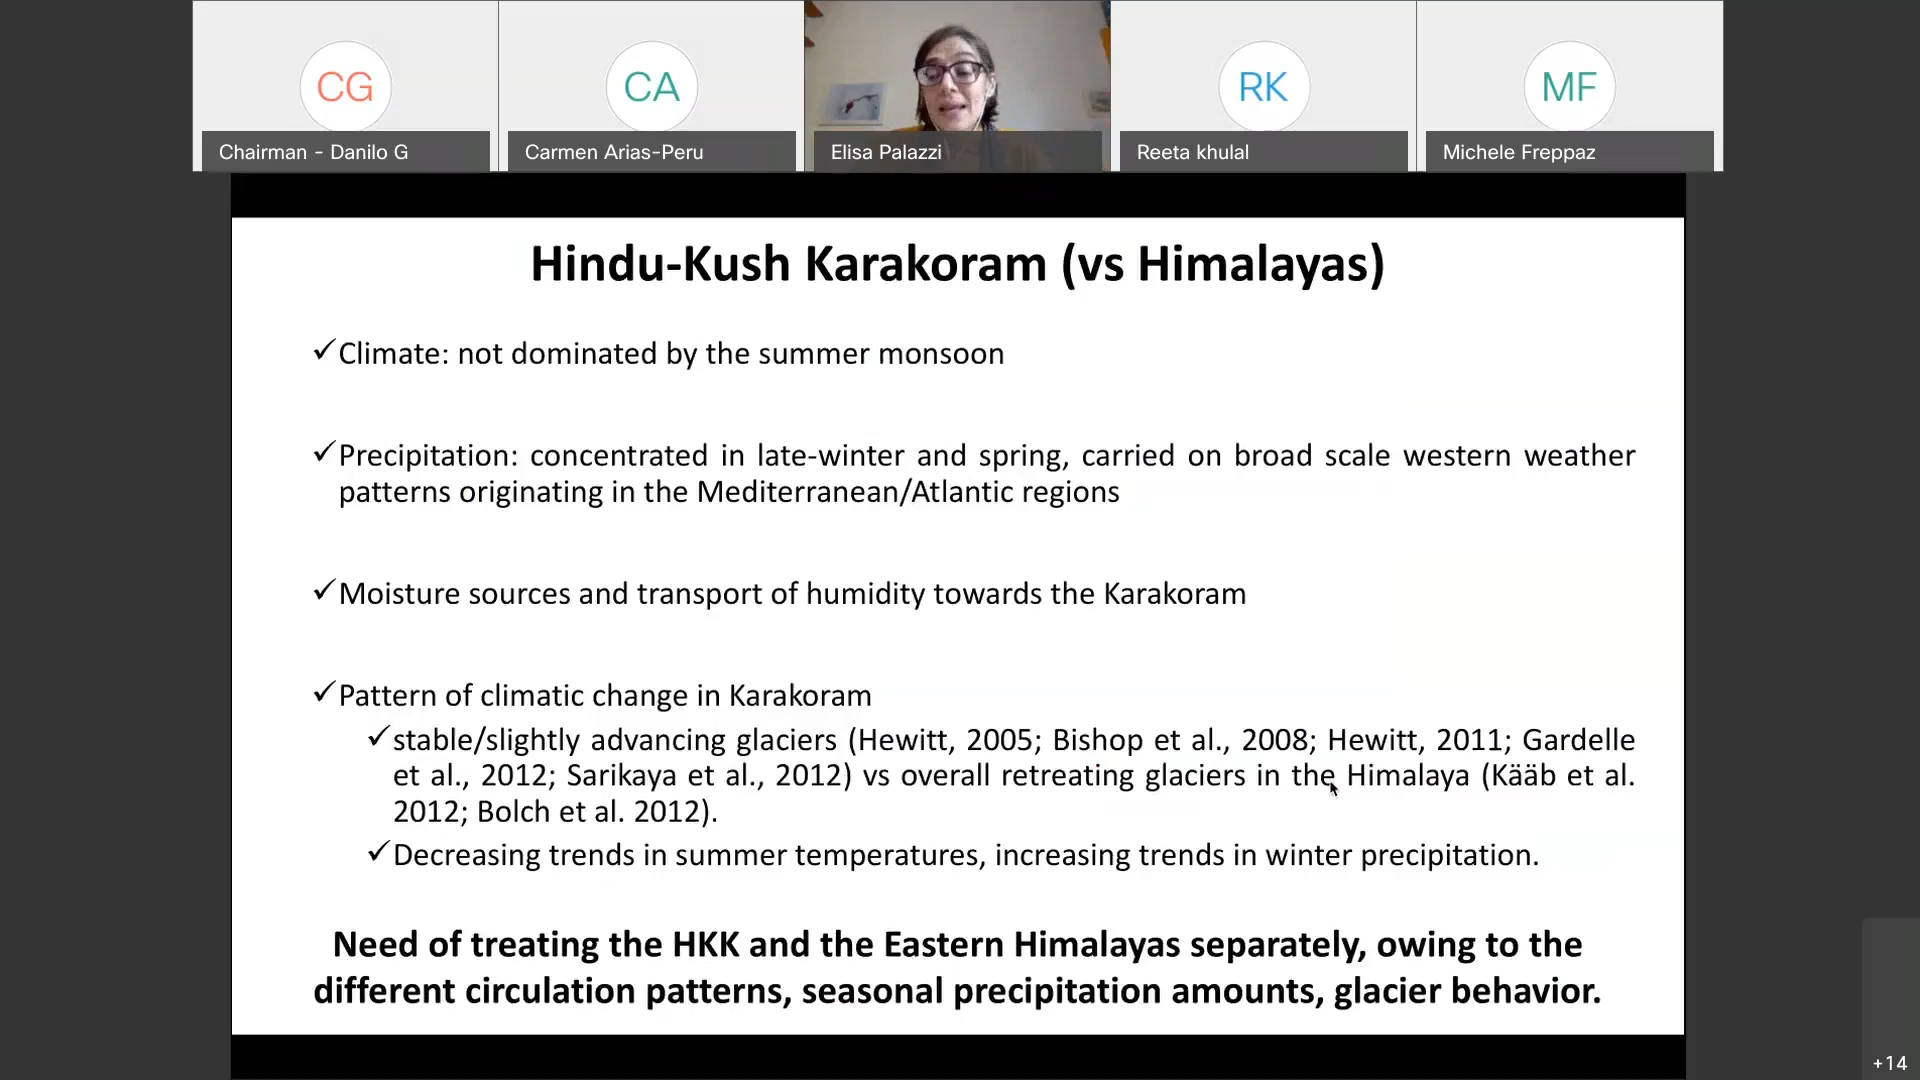 CG
CA
RK
MF
Chairman - Danilo G
Carmen Arias-Peru
Elisa Palazzi
Reeta khulal
Michele Freppaz
Hindu-Kush Karakoram (vs Himalayas)
✓Climate: not dominated by the summer monsoon
✓Precipitation: concentrated in late-winter and spring, carried on broad scale western weather
patterns originating in the Mediterranean/Atlantic regions
✓Moisture sources and transport of humidity towards the Karakoram
✓Pattern of climatic change in Karakoram
✓stable/slightly advancing glaciers (Hewitt, 2005; Bishop et al., 2008; Hewitt, 2011; Gardelle
et al., 2012; Sarikaya et al., 2012) vs overall retreating glaciers in the Himalaya (Kääb et al.
2012; Bolch et al. 2012).
✓Decreasing trends in summer temperatures, increasing trends in winter precipitation.
Need of treating the HKK and the Eastern Himalayas separately, owing to the
different circulation patterns, seasonal precipitation amounts, glacier behavior.
+14